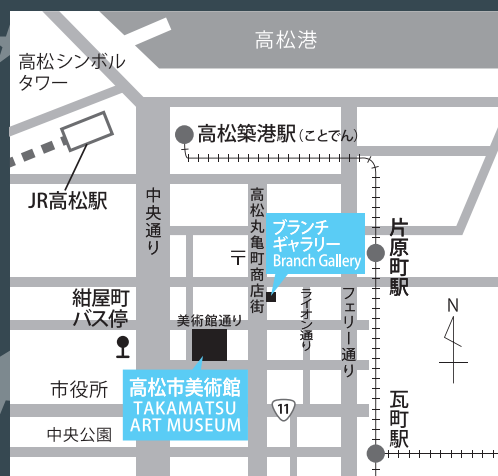 高松港
高松シンボル
タワー
高松築港駅(ことでん)
JR高松駅
中央通り
高松丸亀町商店街
ブランチ
ギャラリー
Branch Gallery
片原町駅
〒
紺屋町
バス停
美術館通り
ライオン通り
フェリー通り
N
市役所
高松市美術館
TAKAMATSU
ART MUSEUM
11
瓦町駅
中央公園